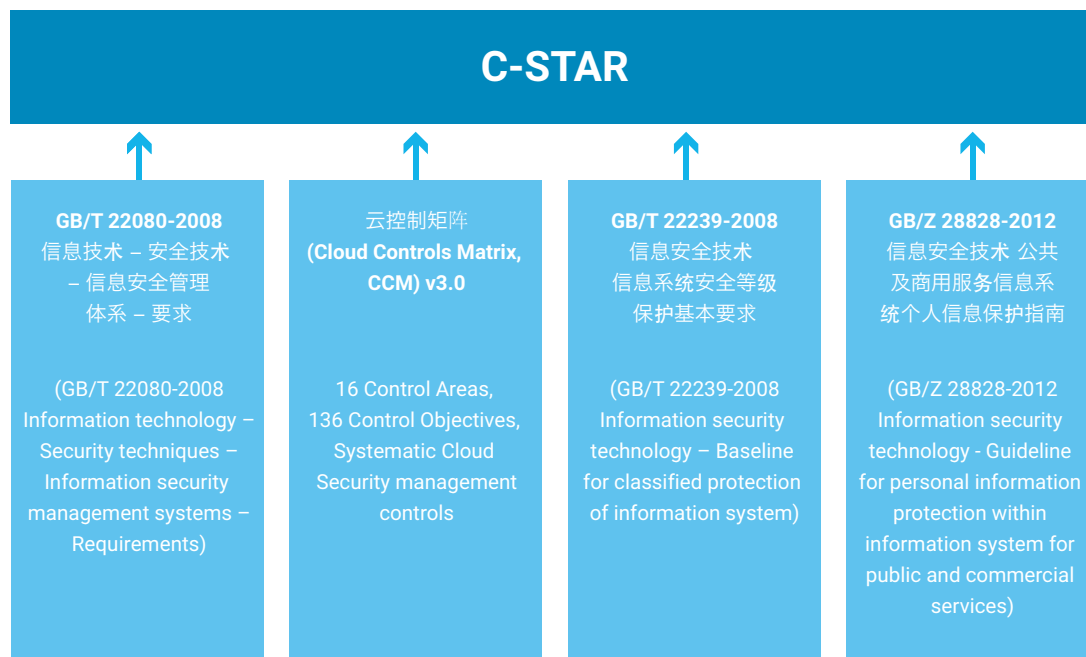 C-STAR
GB/T 22080-2008
信息技术 – 安全技术
– 信息安全管理
体系 – 要求
(GB/T 22080-2008
Information technology –
Security techniques –
Information security
management systems –
Requirements)
云控制矩阵
(Cloud Controls Matrix,
CCM) v3.0
16 Control Areas,
136 Control Objectives,
Systematic Cloud
Security management
controls
GB/T 22239-2008
信息安全技术
信息系统安全等级
保护基本要求
(GB/T 22239-2008
Information security
technology – Baseline
for classified protection
of information system)
GB/Z 28828-2012
信息安全技术 公共
及商用服务信息系
统个人信息保护指南
(GB/Z 28828-2012
Information security
technology - Guideline
for personal information
protection within
information system for
public and commercial
services)